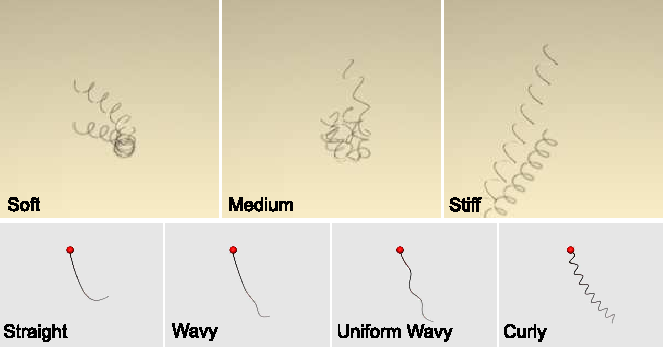 Soft
Medium
Stiff
Straight
Wavy
Uniform Wavy
Curly